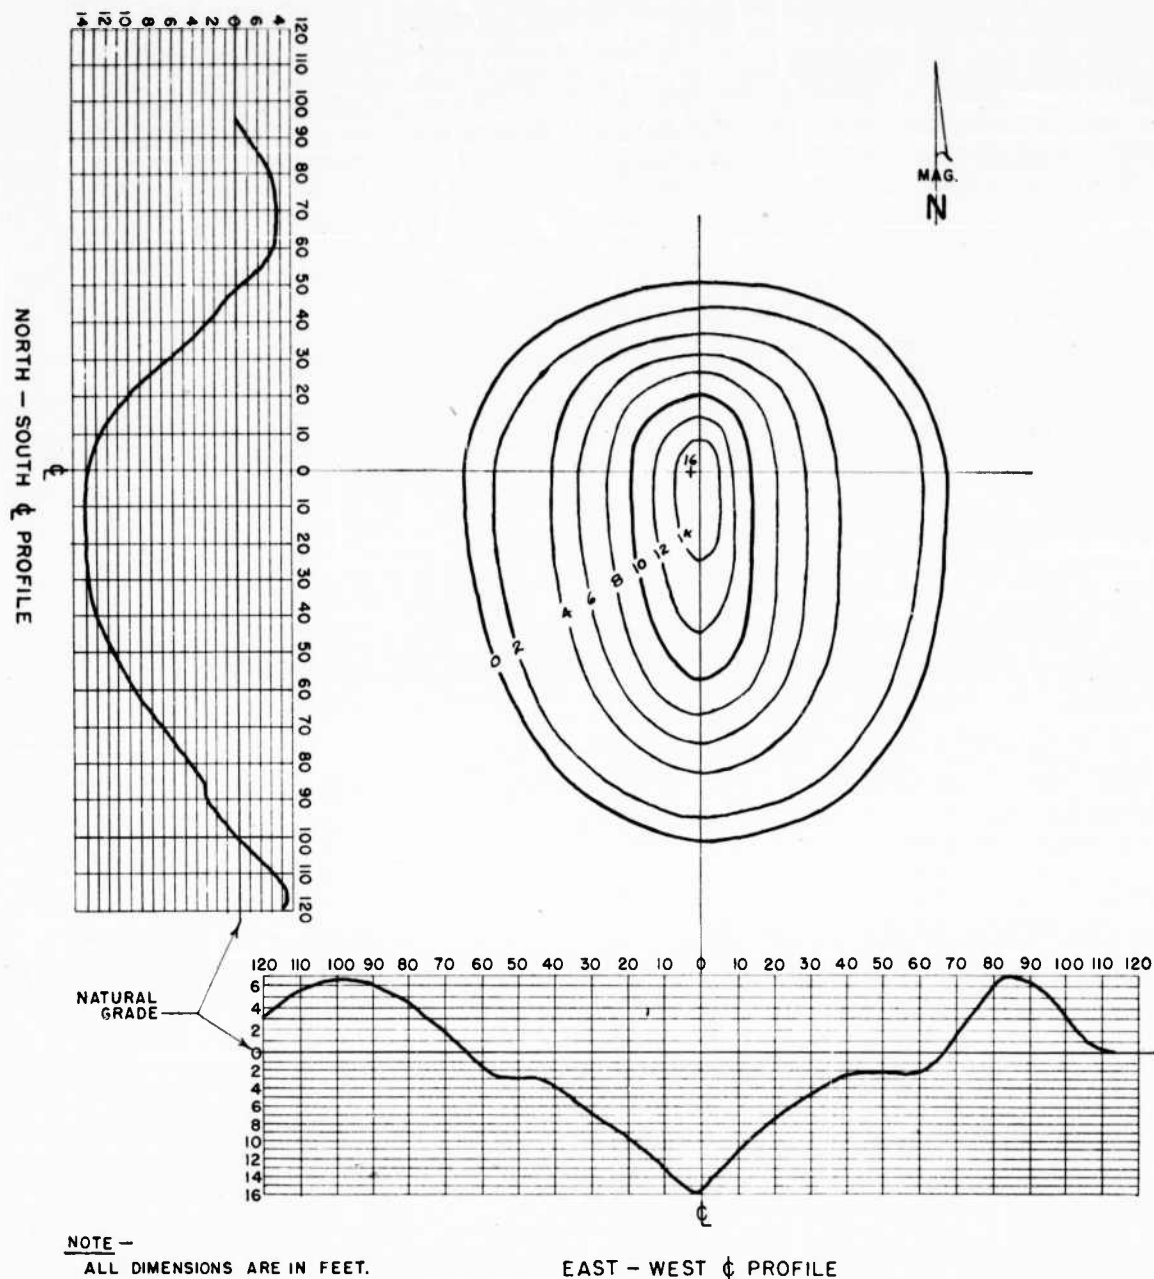 14 12 10 8 6 4 2 0 6 4
120 110 100 90 80 70 60 50 40 30 20 10 0 10 20 30 40 50 60 70 80 90 100 110 120
NORTH – SOUTH ℄ PROFILE
℄
MAG.
N
16
14
12
10
8
6
4
2
0
NATURAL
GRADE
120 110 100 90 80 70 60 50 40 30 20 10 0 10 20 30 40 50 60 70 80 90 100 110 120
6
4
2
0
2
4
6
8
10
12
14
16
℄
NOTE –
ALL DIMENSIONS ARE IN FEET.
EAST – WEST ℄ PROFILE